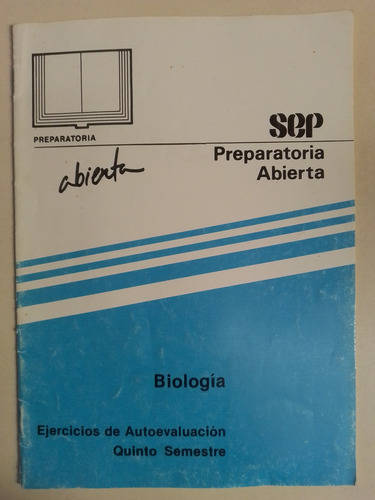 PREPARATORIA
abierta
sep
Preparatoria
Abierta
Biología
Ejercicios de Autoevaluación
Quinto Semestre